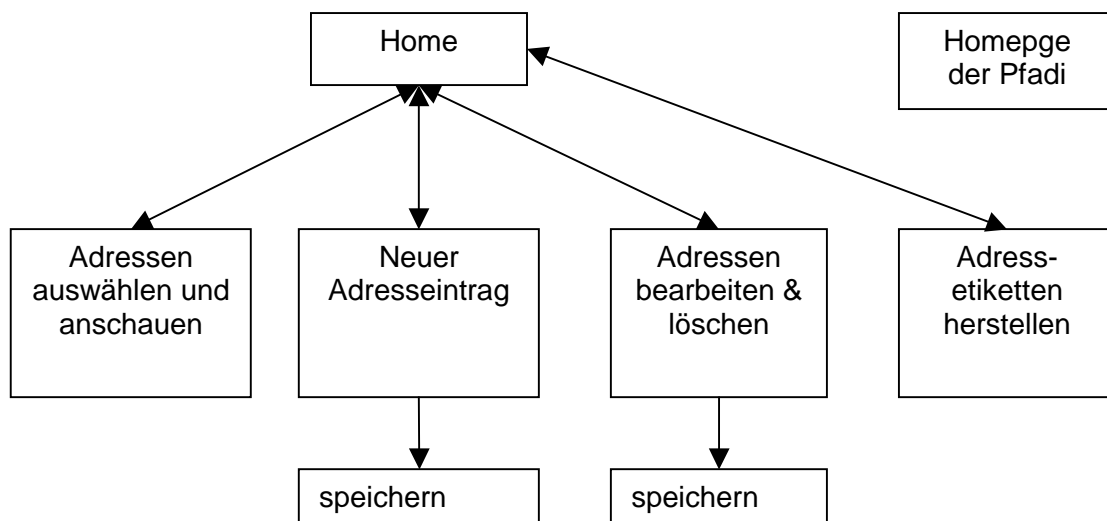 Home
Homepge
der Pfadi
Adressen
auswählen und
anschauen
Neuer
Adresseintrag
Adressen
bearbeiten &
löschen
Adress-
etiketten
herstellen
speichern
speichern